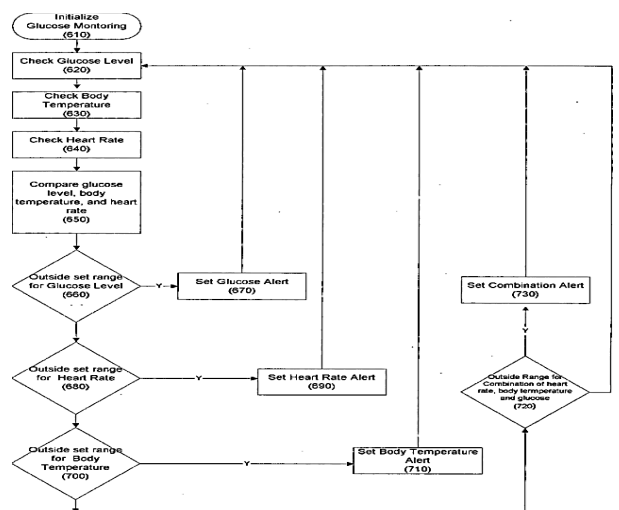 Initialize
Glucose Montoring
(610)
Check Glucose Level
(620)
Check Body
Temperature
(630)
Check Heart Rate
(640)
Compare glucose
level, body
temperature, and heart
rate
(650)
Outside set range
for Glucose Level
(660)
Y
Set Glucose Alert
(670)
Set Combination Alert
(730)
Y
Outside set range
for Heart Rate
(680)
Y
Set Heart Rate Alert
(690)
Outside Range for
Combination of heart
rate, body termperature
and glucose
(720)
Outside set range
for Body
Temperature
(700)
Y
Set Body Temperature
Alert
(710)